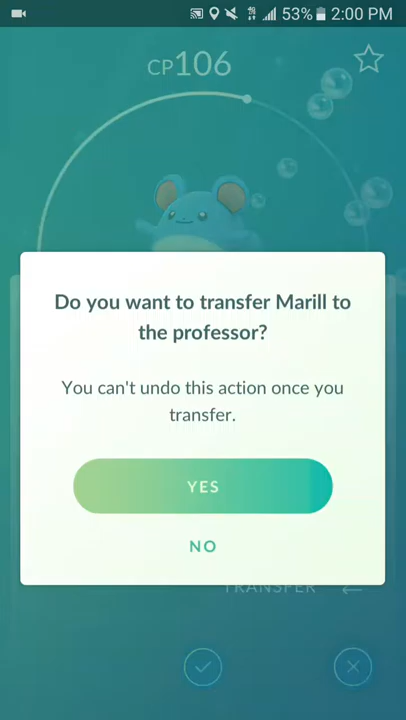 53% 2:00 PM
CP106
Do you want to transfer Marill to
the professor?
You can't undo this action once you
transfer.
YES
NO
TRANSFER